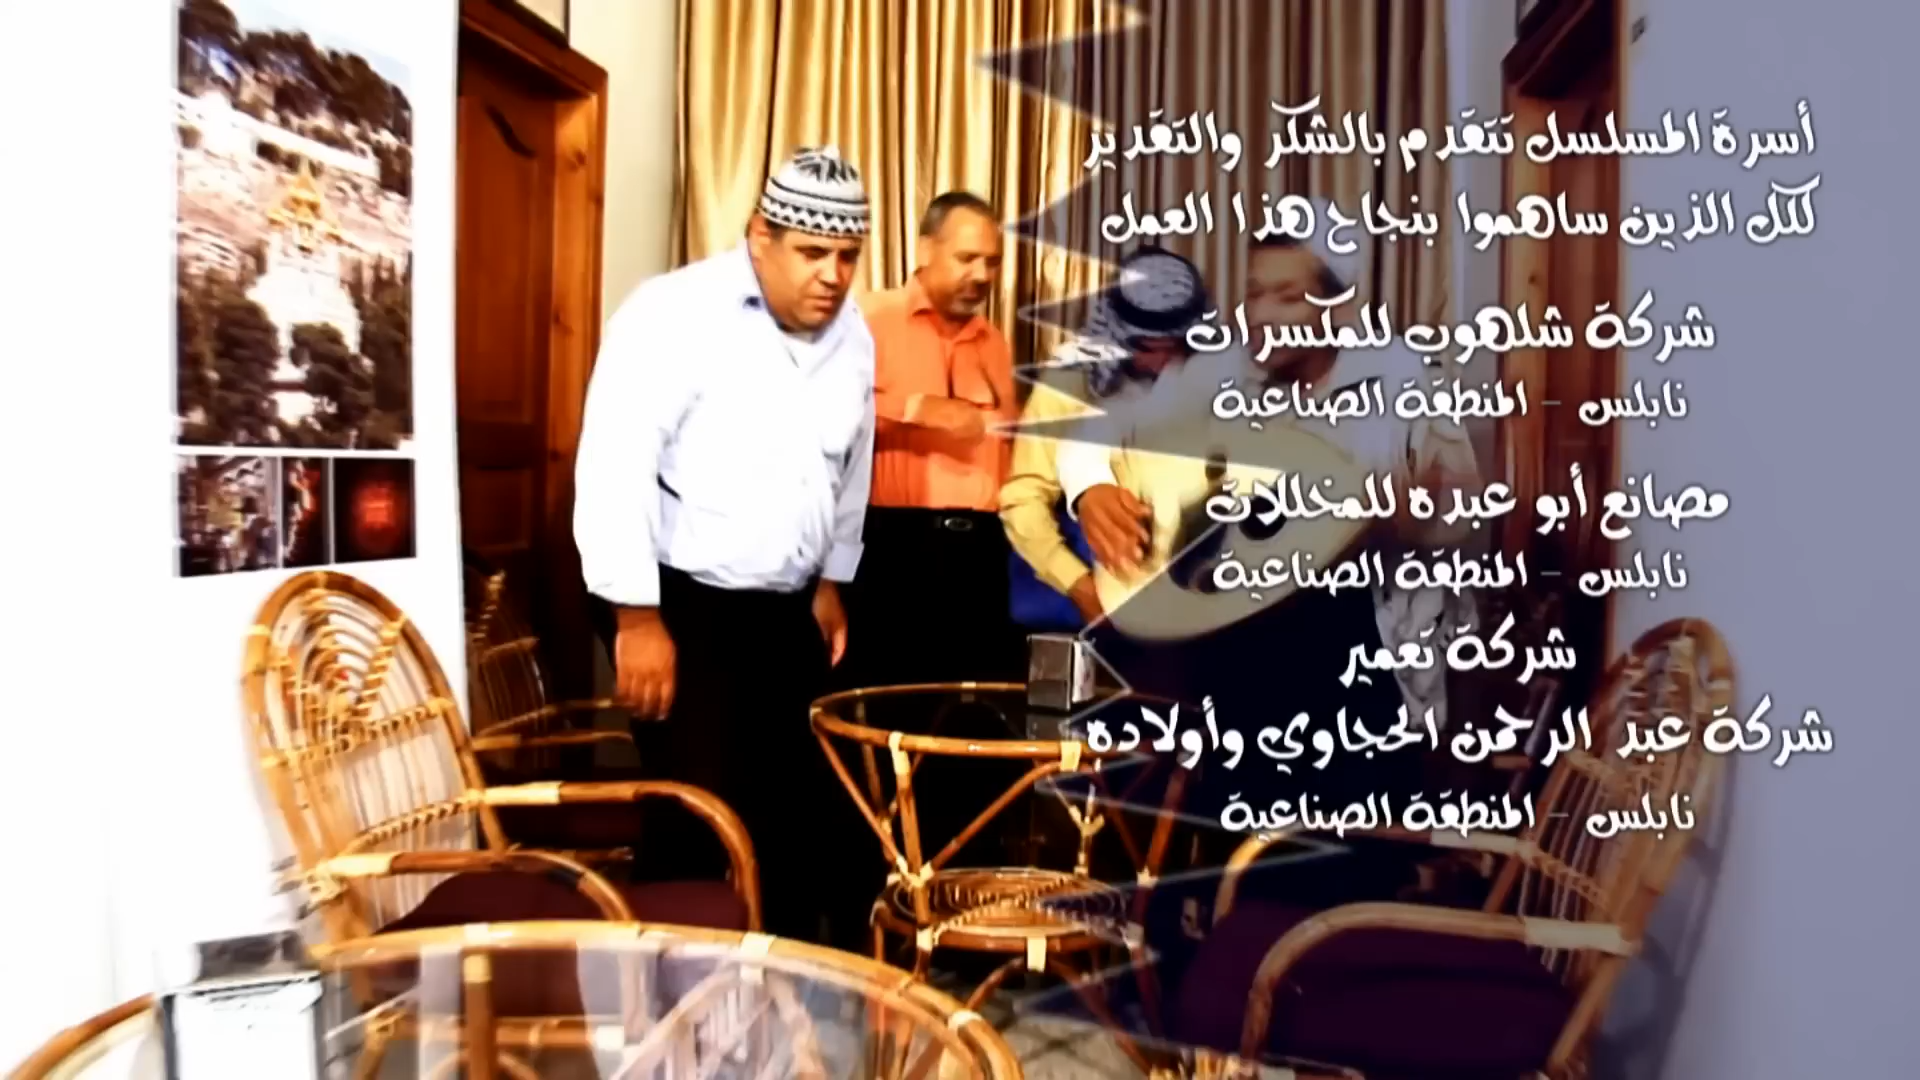 أسرة المسلسل تتقدم بالشكر والتقدير
لكل الذين ساهموا بنجاح هذا العمل
شركة شلهوب للمكسرات
نابلس - المنطقة الصناعية
مصانع أبو عبده للمخللات
نابلس - المنطقة الصناعية
شركة تعمير
شركة عبد الرحمن الحجاوي وأولاده
نابلس - المنطقة الصناعية